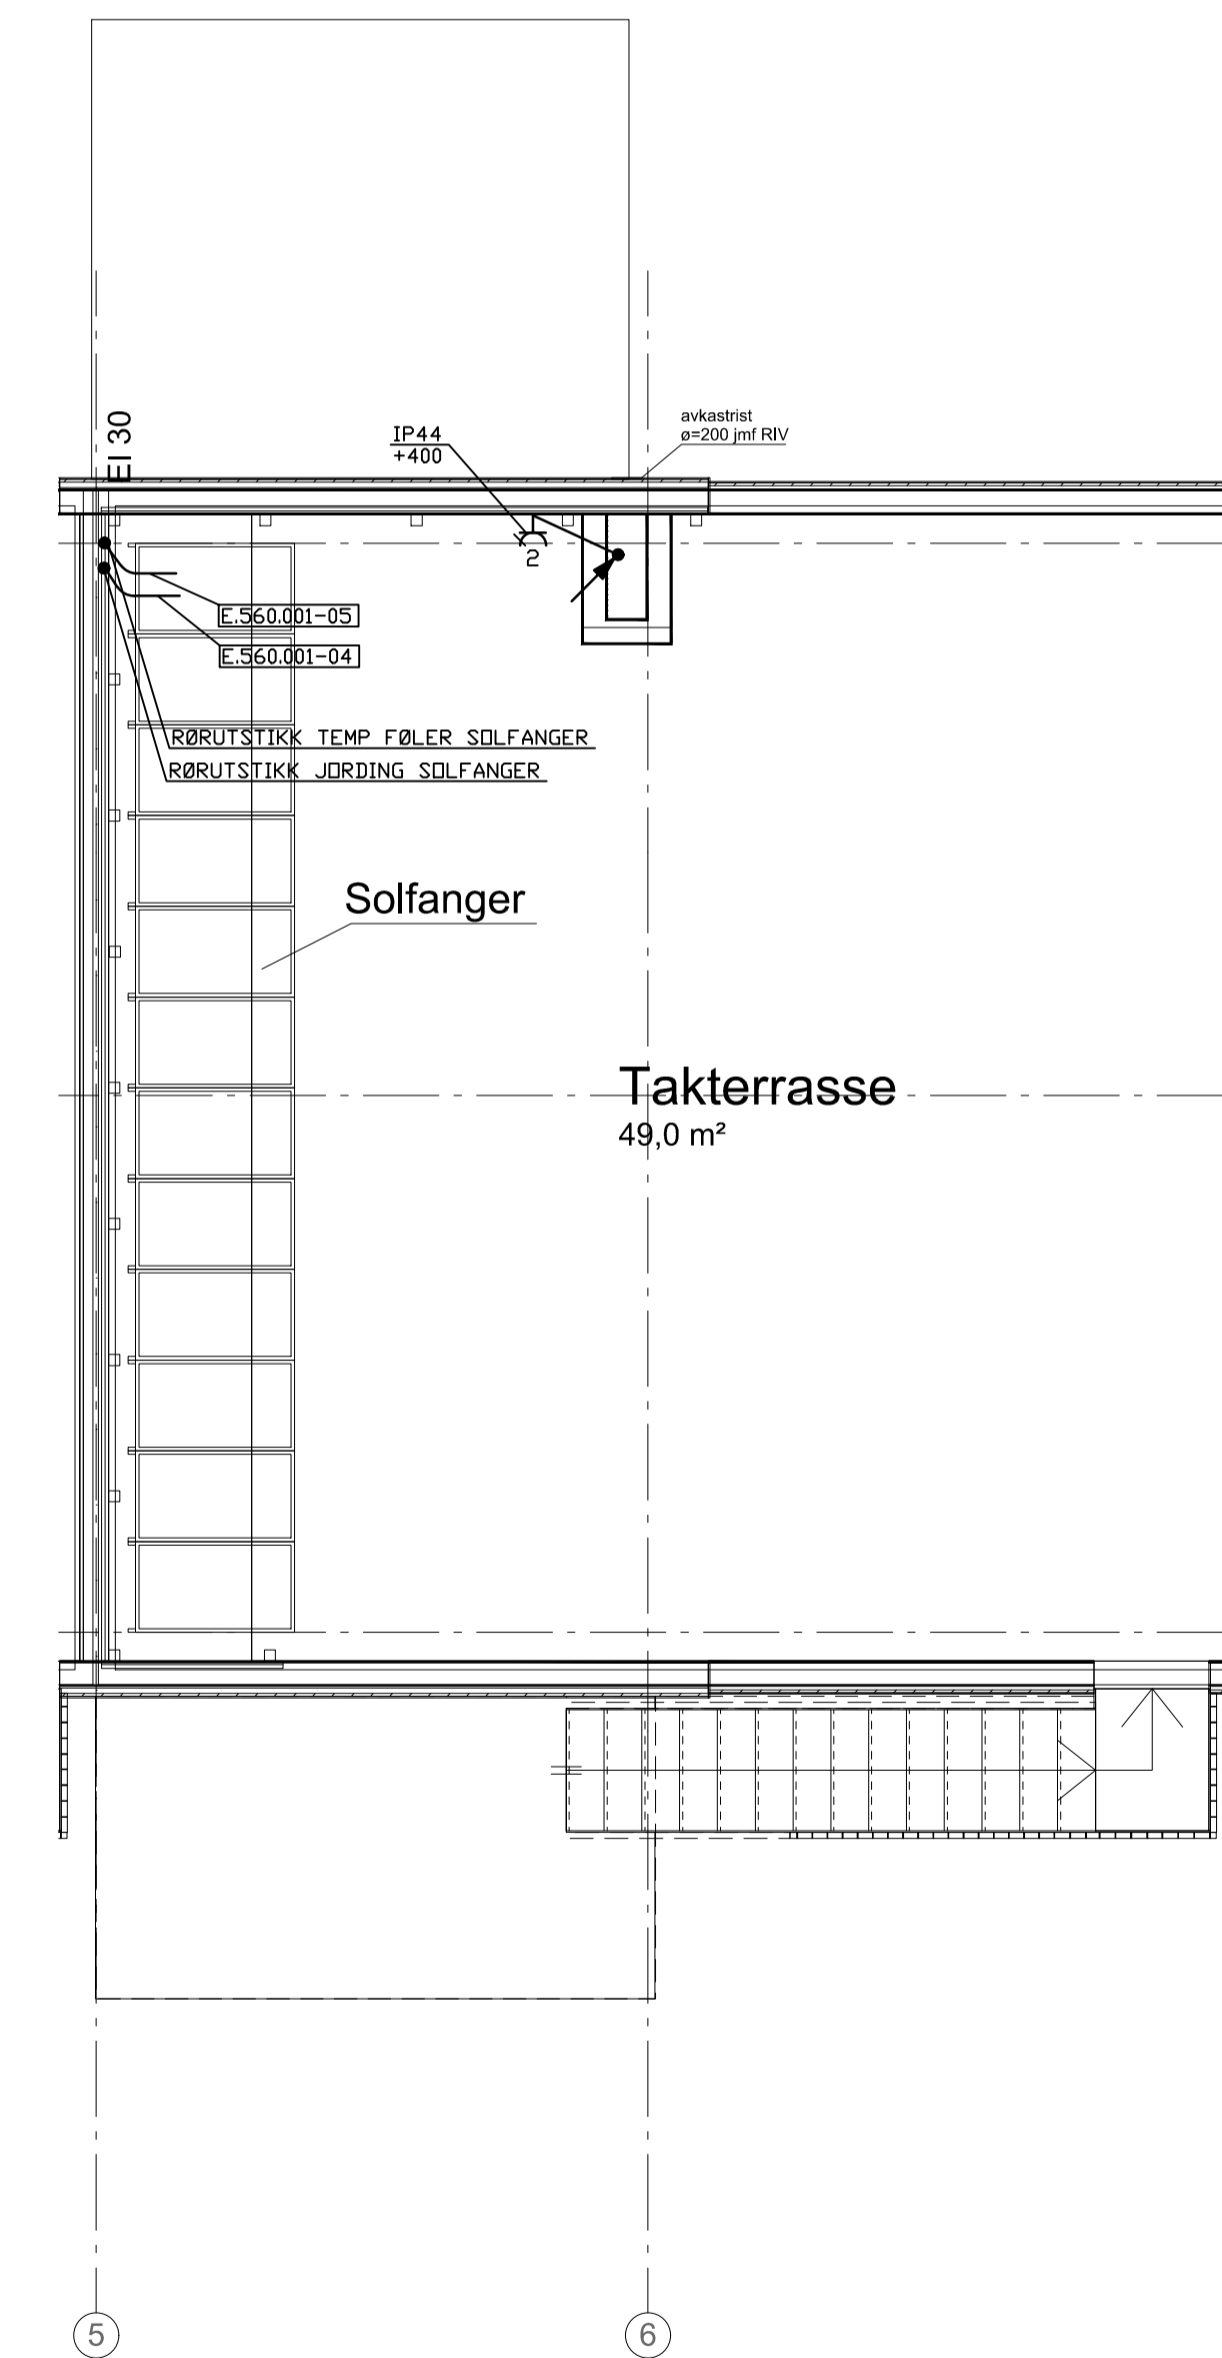 EI 30
IP44
+400
avkastrist
ø=200 jmf RIV
2
E.560.001-05
E.560.001-04
RØRUTSTIKK TEMP FØLER SOLFANGER
RØRUTSTIKK JORDING SOLFANGER
Solfanger
Takterrasse
49,0 m²
5
6